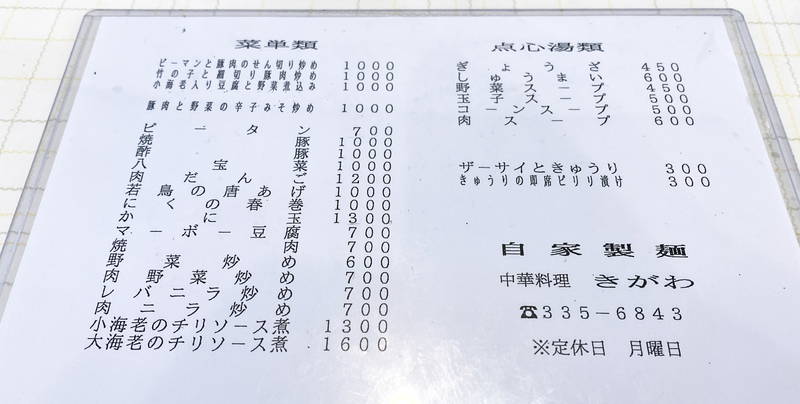 菜単類
ピーマンと豚肉のせん切り炒め 1000
竹の子と細切り豚肉炒め 1000
小海老入り豆腐と野菜煮込み 1000
豚肉と野菜の辛子みそ炒め 1000
ピータン 700
焼豚 1000
酢豚 1000
八宝菜 1000
肉だんご 1200
若鳥の唐あげ 1000
にくの春巻 1000
かに玉 1300
マーボー豆腐 700
焼肉 700
野菜炒め 600
肉野菜炒め 700
レバニラ炒め 700
肉ニラ炒め 700
小海老のチリソース煮 1300
大海老のチリソース煮 1600
点心湯類
ぎょうざ 450
しゅうまい 600
野菜スープ 450
玉子スープ 500
コーンスープ 500
肉スープ 600
ザーサイときゅうり 300
きゅうりの即席ピリリ漬け 300
自家製麺
中華料理 きがわ
☎335-6843
※定休日 月曜日